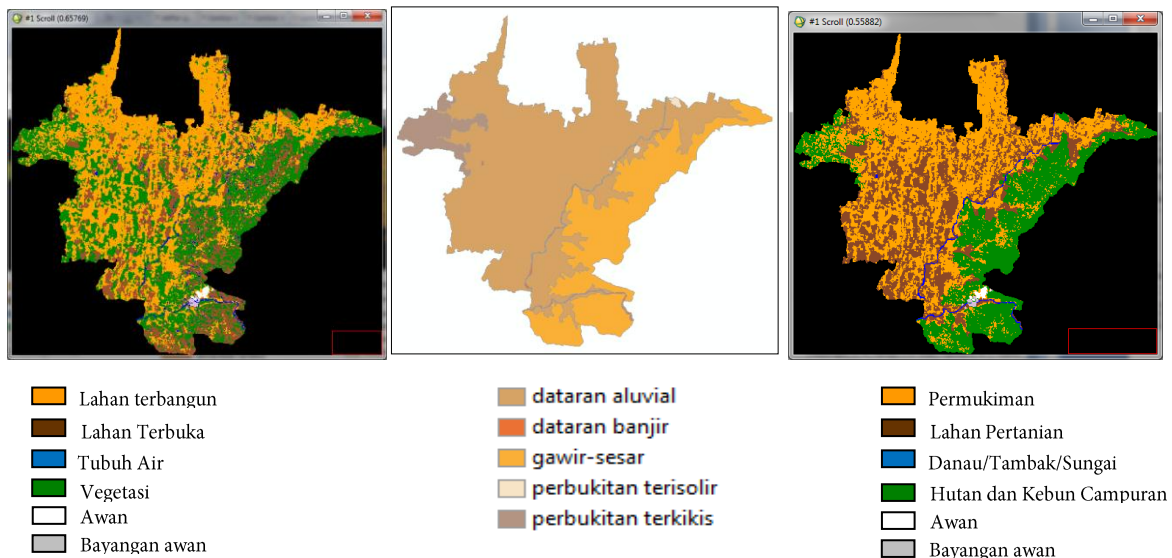 #1 Scroll (0.65769)
#1 Scroll (0.55882)
Lahan terbangun
Lahan Terbuka
Tubuh Air
Vegetasi
Awan
Bayangan awan
dataran aluvial
dataran banjir
gawir-sesar
perbukitan terisolir
perbukitan terkikis
Permukiman
Lahan Pertanian
Danau/Tambak/Sungai
Hutan dan Kebun Campuran
Awan
Bayangan awan